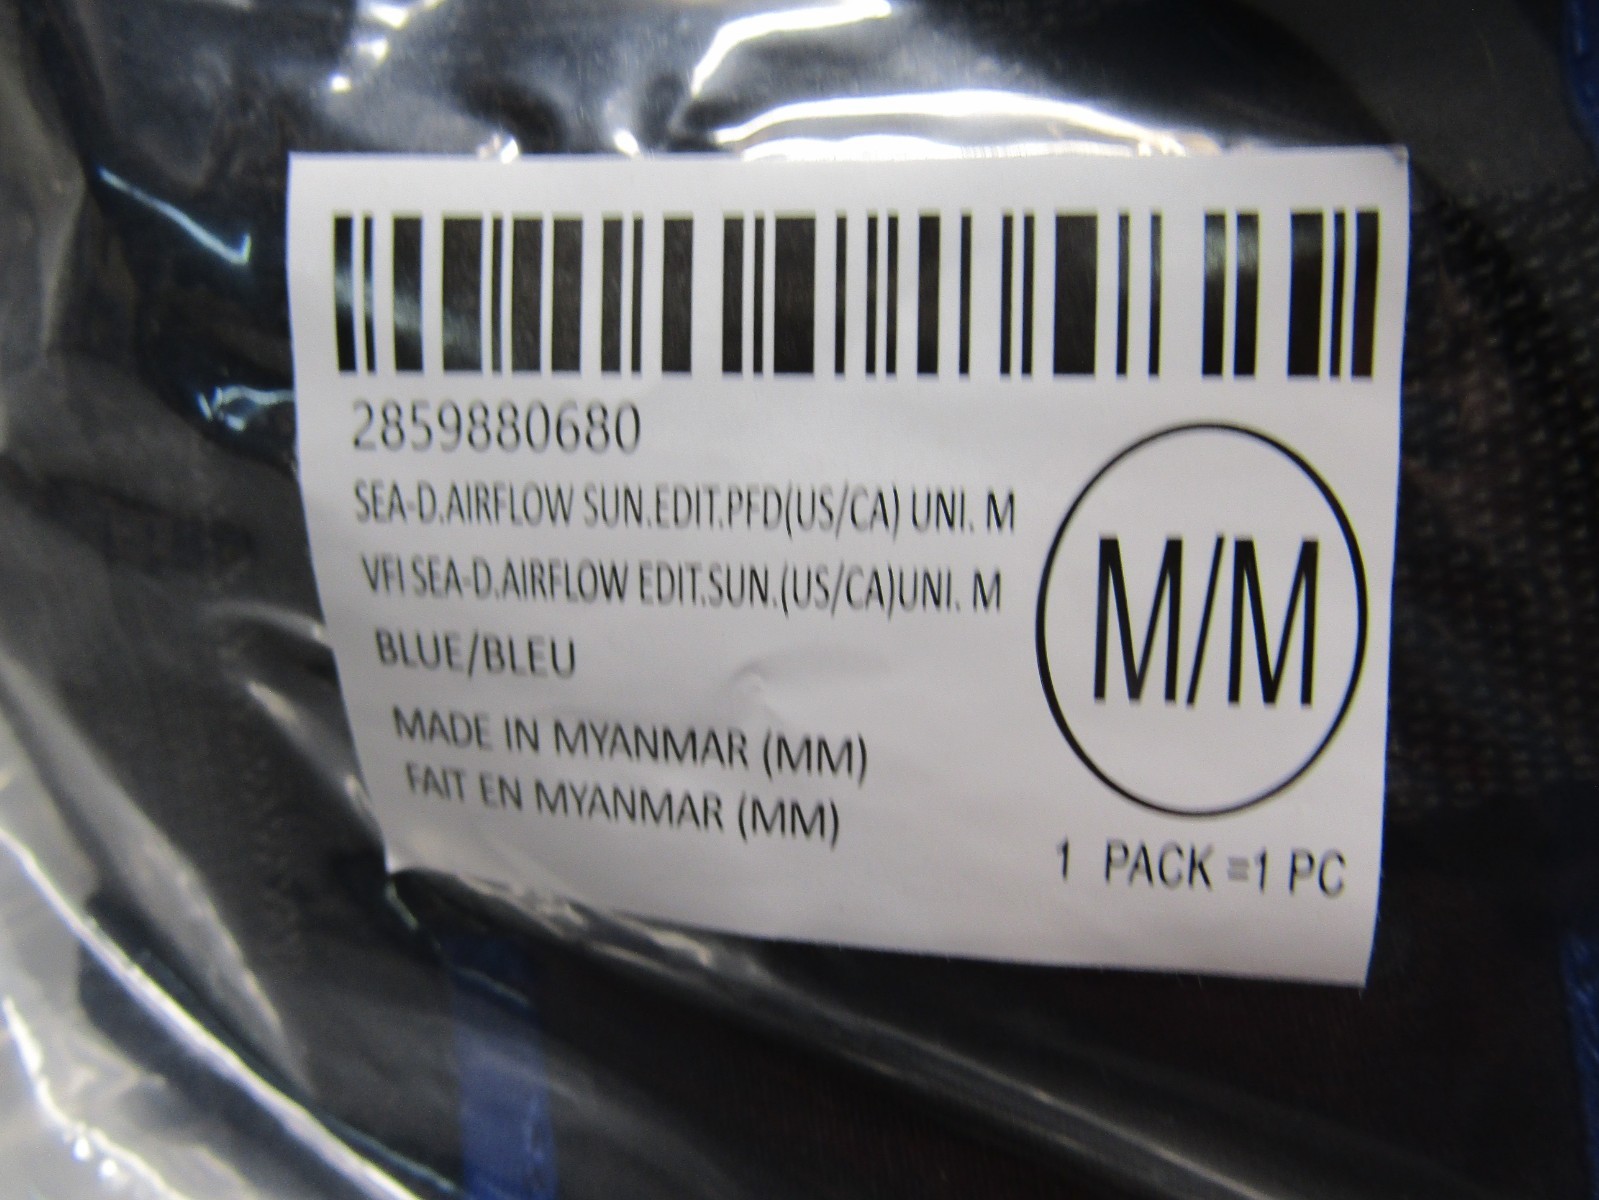 2859880680
SEA-D.AIRFLOW SUN.EDIT.PFD(US/CA) UNI. M
VFI SEA-D.AIRFLOW EDIT.SUN.(US/CA)UNI. M
BLUE/BLEU
M/M
MADE IN MYANMAR (MM)
FAIT EN MYANMAR (MM)
1 PACK =1 PC